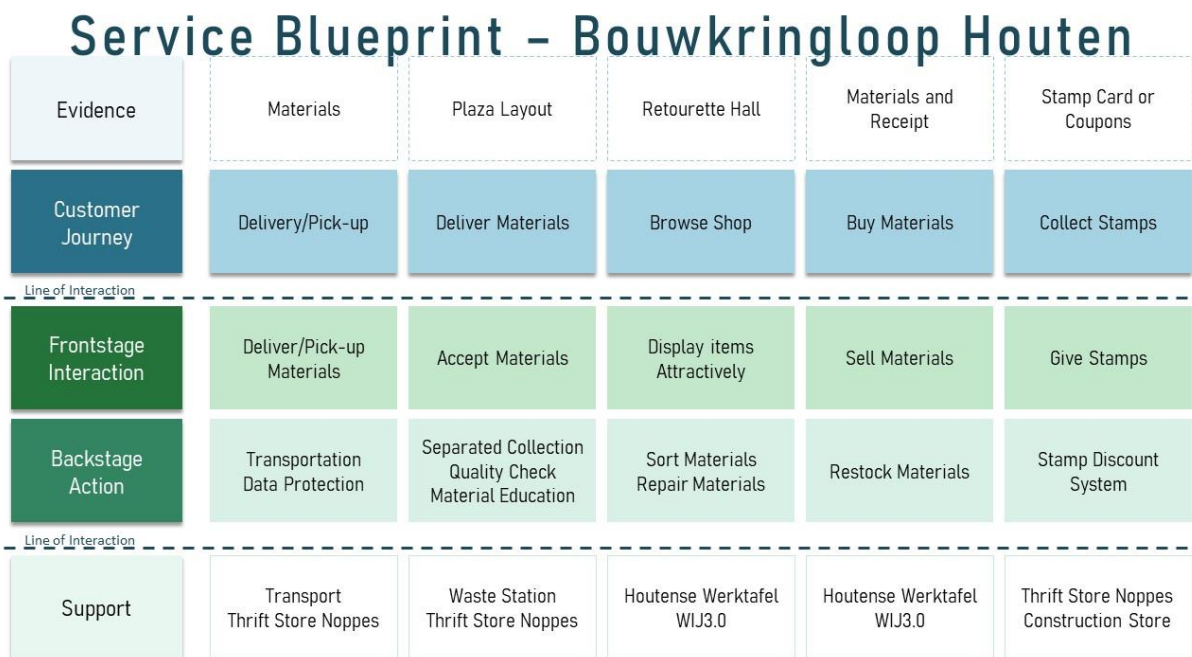 Service Blueprint – Bouwkringloop Houten
Evidence
Materials
Plaza Layout
Retourette Hall
Materials and
Receipt
Stamp Card or
Coupons
Customer
Journey
Delivery/Pick-up
Deliver Materials
Browse Shop
Buy Materials
Collect Stamps
Line of Interaction
Frontstage
Interaction
Deliver/Pick-up
Materials
Accept Materials
Display items
Attractively
Sell Materials
Give Stamps
Backstage
Action
Transportation
Data Protection
Separated Collection
Quality Check
Material Education
Sort Materials
Repair Materials
Restock Materials
Stamp Discount
System
Line of Interaction
Support
Transport
Thrift Store Noppes
Waste Station
Thrift Store Noppes
Houtense Werktafel
WIJ3.0
Houtense Werktafel
WIJ3.0
Thrift Store Noppes
Construction Store